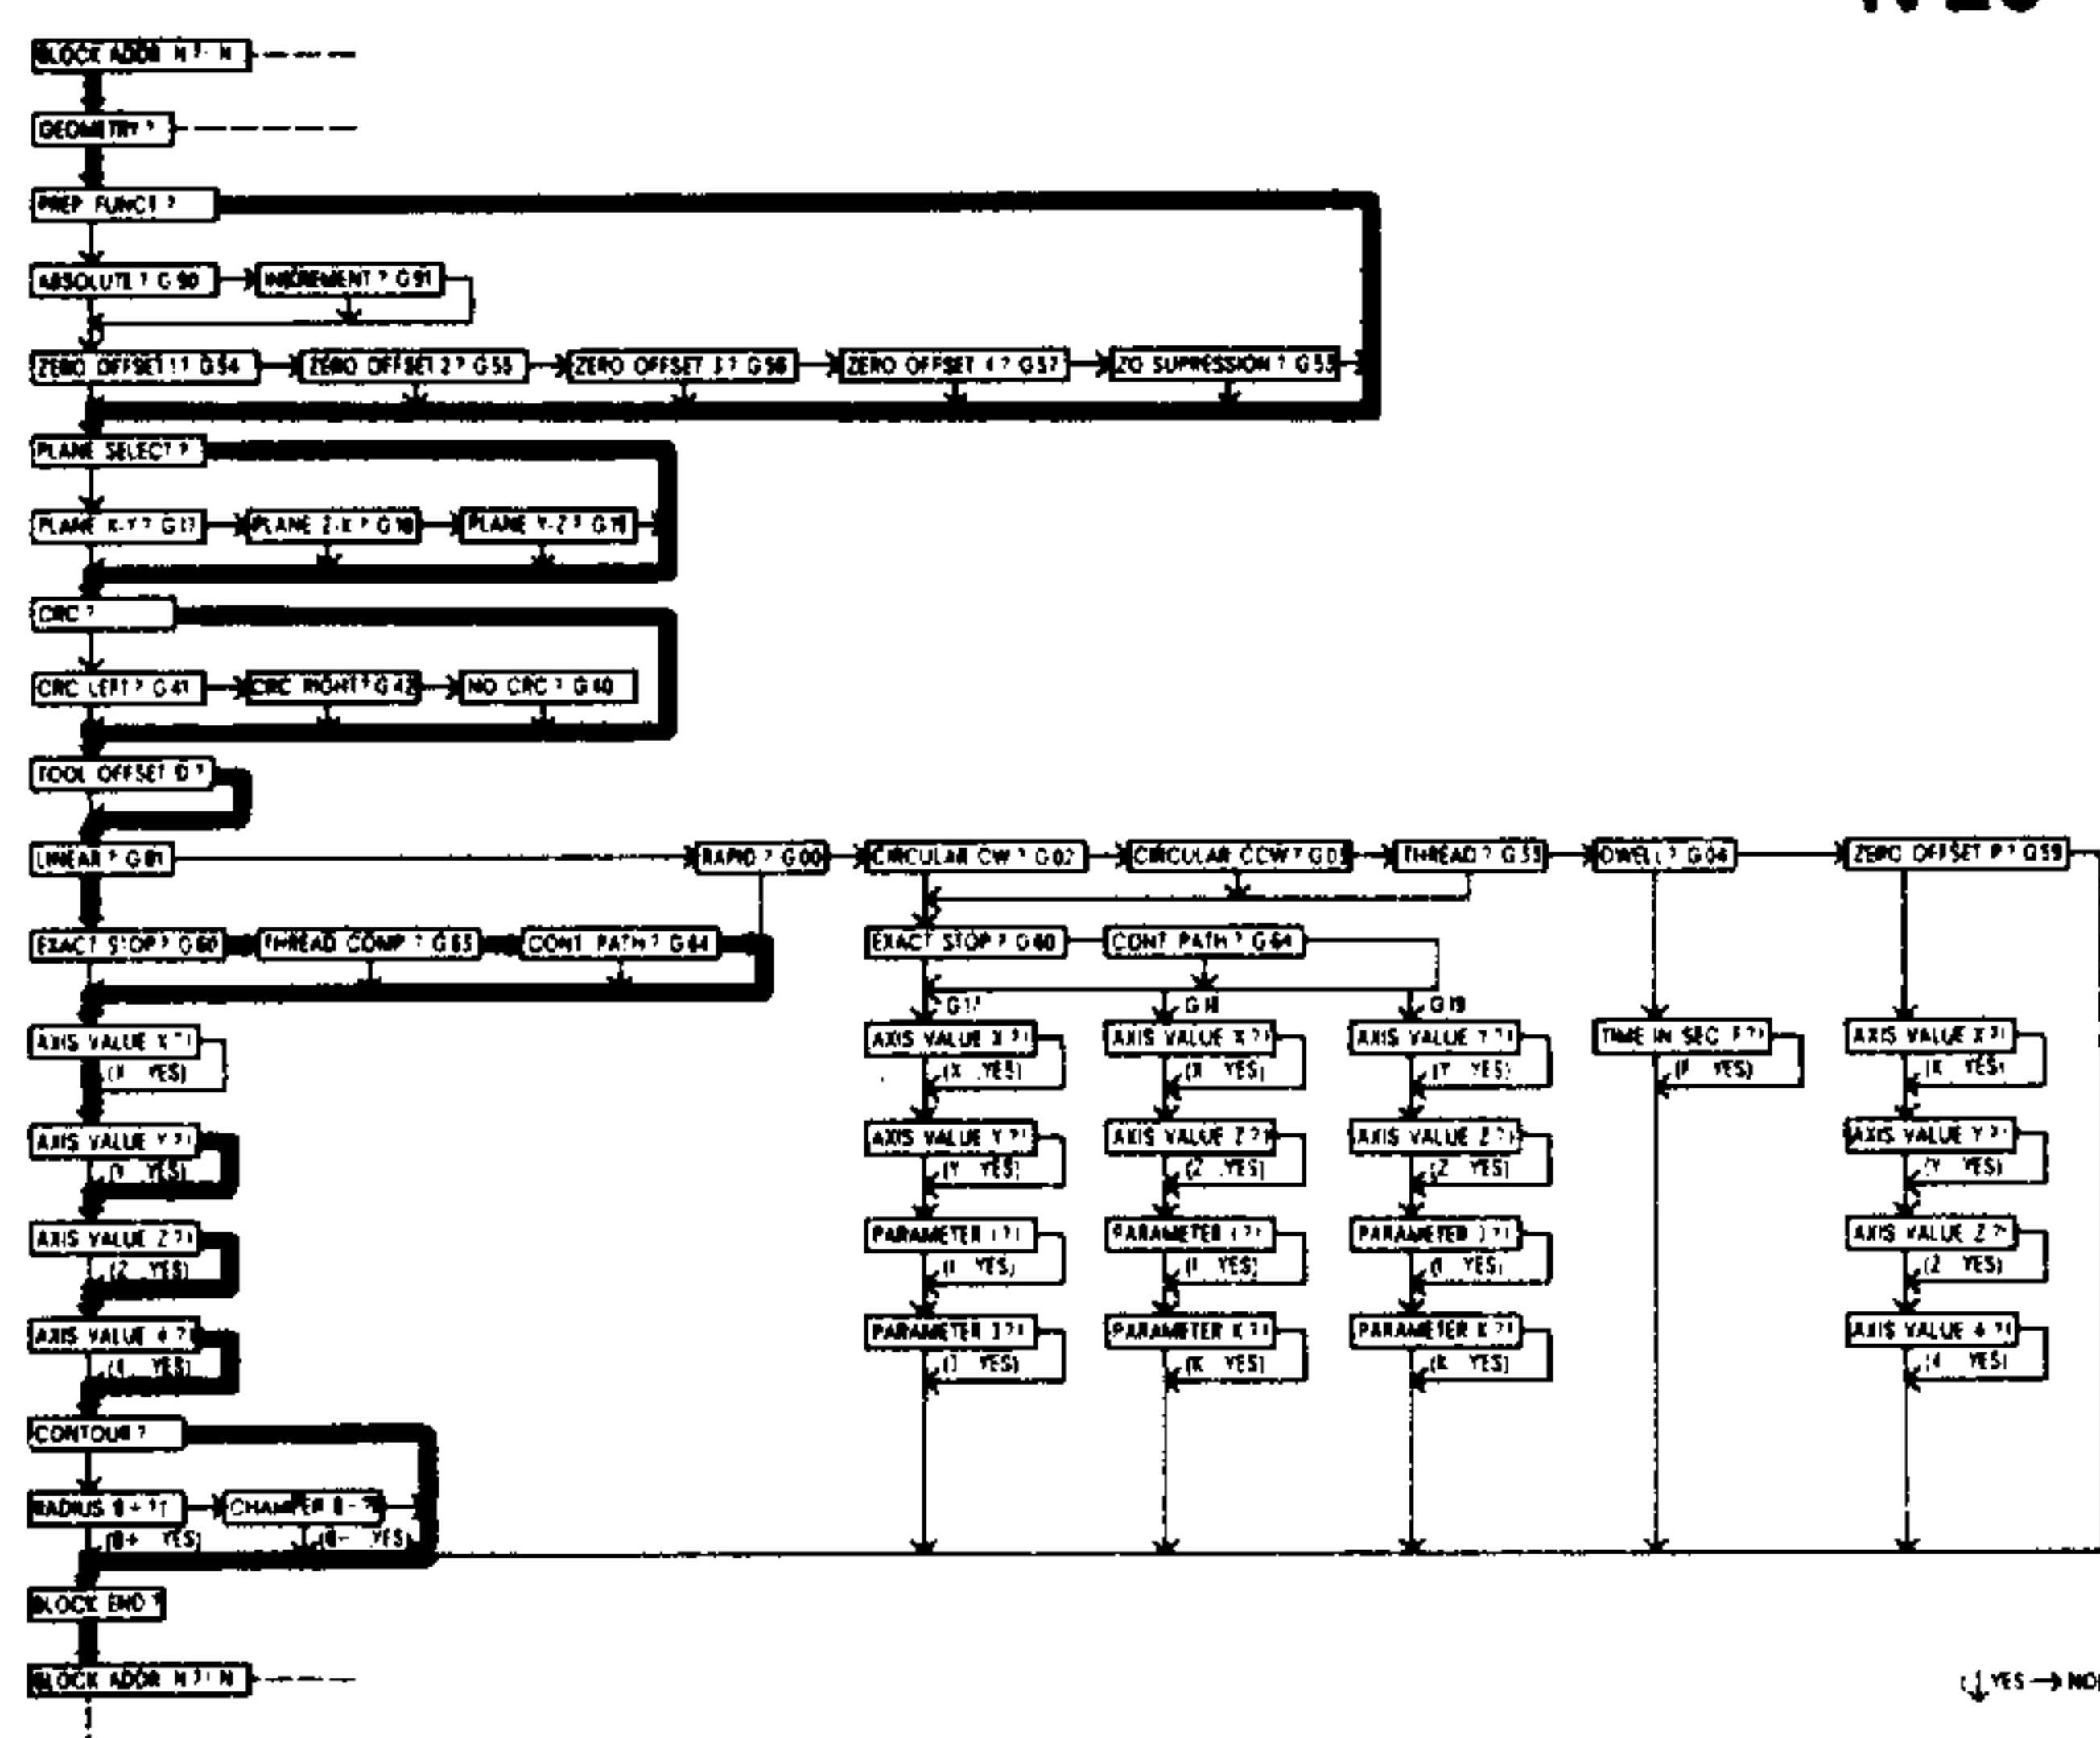 BLOCK ADDR N ? N
GEOMETRY ?
PREP FUNCT ?
ABSOLUTE ? G 90 INCREMENT ? G 91
ZERO OFFSET 1 ? G 54 ZERO OFFSET 2 ? G 55 ZERO OFFSET 3 ? G 56 ZERO OFFSET 4 ? G 57 ZO SUPRESSION ? G 53
PLANE SELECT ?
PLANE X-Y ? G 17 PLANE Z-X ? G 18 PLANE Y-Z ? G 19
CRC ?
CRC LEFT ? G 41 CRC RIGHT ? G 42 NO CRC ? G 40
TOOL OFFSET D ?
LINEAR ? G 01 RAPID ? G 00 CIRCULAR CW ? G 02 CIRCULAR CCW ? G 03 THREAD ? G 33 DWELL ? G 04 ZERO OFFSET P ? G 59
EXACT STOP ? G 60 THREAD COMP ? G 63 CONT. PATH ? G 64 EXACT STOP ? G 60 CONT PATH ? G 64
G 17 G 18 G 19
AXIS VALUE X ?! AXIS VALUE X ?! AXIS VALUE X ?! AXIS VALUE Y ?! TIME IN SEC F ?! AXIS VALUE X ?!
(X YES) (X ..YES) (X YES) (Y YES) (F YES) (X YES)
AXIS VALUE Y ?! AXIS VALUE Y ?! AXIS VALUE Z ?! AXIS VALUE Z ?! AXIS VALUE Y ?!
(Y YES) (Y YES) (Z ..YES) (Z YES) (Y YES)
AXIS VALUE Z ?! PARAMETER I ?! PARAMETER I ?! PARAMETER J ?! AXIS VALUE Z ?!
(Z YES) (I YES) (I YES) YES) (Z YES)
AXIS VALUE 4 ?! PARAMETER J ?! PARAMETER K ?! PARAMETER K ?! AXIS VALUE 4 ?!
(4 YES) (J YES) (K YES) (K YES) (4 YES)
CONTOUR ?
RADIUS B + ?! CHAMFER B - ?
(B+ YES) (B- YES)
BLOCK END ?
BLOCK ADDR N ?! N
YES → NO